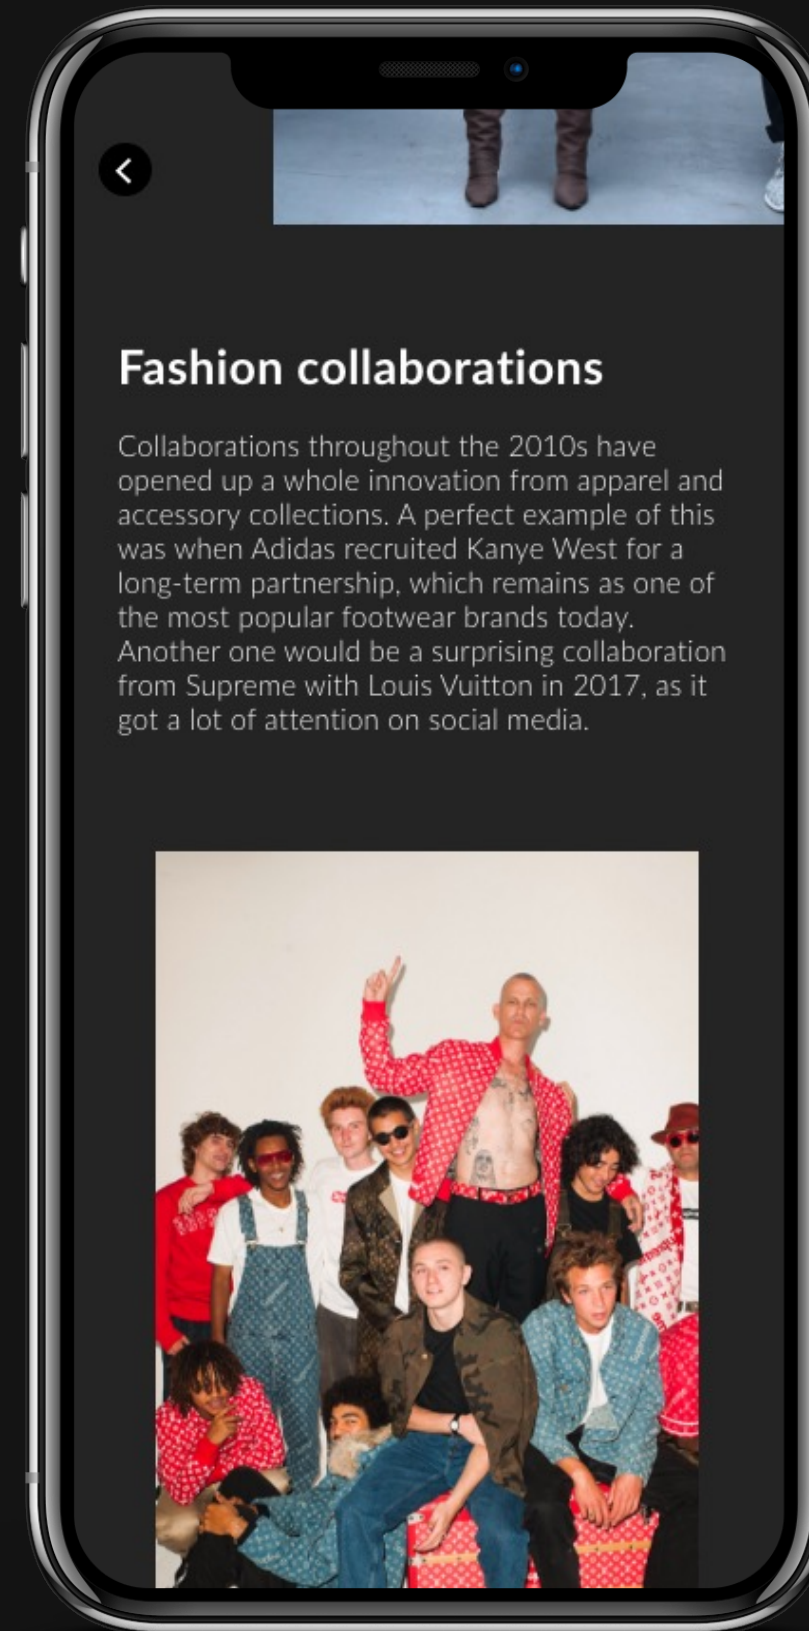 Fashion collaborations
Collaborations throughout the 2010s have
opened up a whole innovation from apparel and
accessory collections. A perfect example of this
was when Adidas recruited Kanye West for a
long-term partnership, which remains as one of
the most popular footwear brands today.
Another one would be a surprising collaboration
from Supreme with Louis Vuitton in 2017, as it
got a lot of attention on social media.